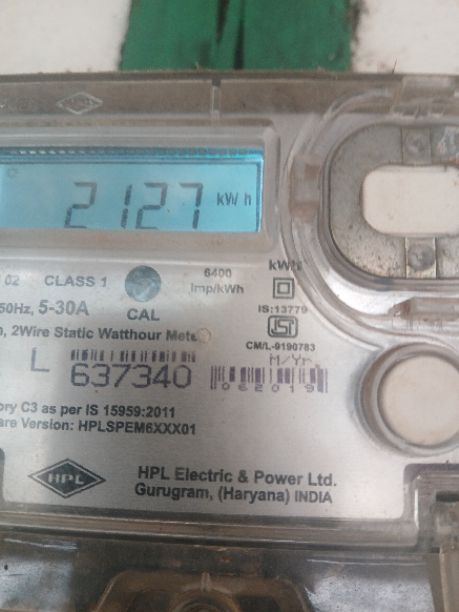 HPL
2127 kWh
02 CLASS 1
6400
imp/kWh
kWh
50Hz, 5-30A
CAL
IS:13779
ISI
2Wire Static Watthour Mete
CM/L-9190783
L 637340
M/Yr
062019
ory C3 as per IS 15959:2011
are Version: HPLSPEM6XXX01
HPL
HPL Electric & Power Ltd.
Gurugram, (Haryana) INDIA